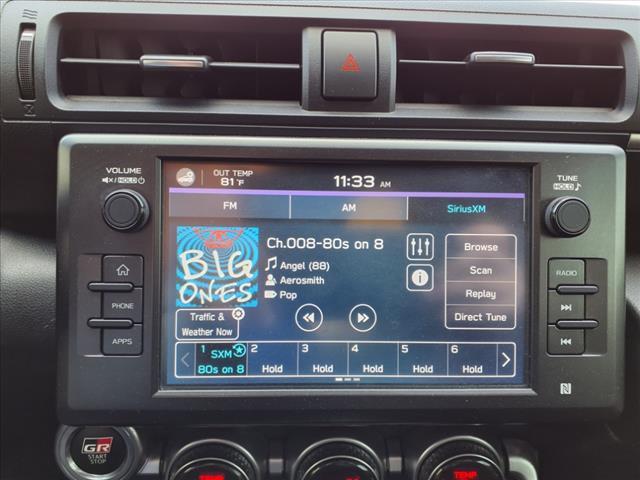 VOLUME
HOLD
OUT TEMP
81°F
11:33 AM
TUNE
HOLD
FM
AM
SiriusXM
BIG
ONES
Ch.008-80s on 8
Angel (88)
Aerosmith
Pop
Browse
Scan
Replay
Direct Tune
Traffic &
Weather Now
1 SXM
80s on 8
2
Hold
3
Hold
4
Hold
5
Hold
6
Hold
PHONE
APPS
RADIO
GR
START
STOP
TEMP
TEMP